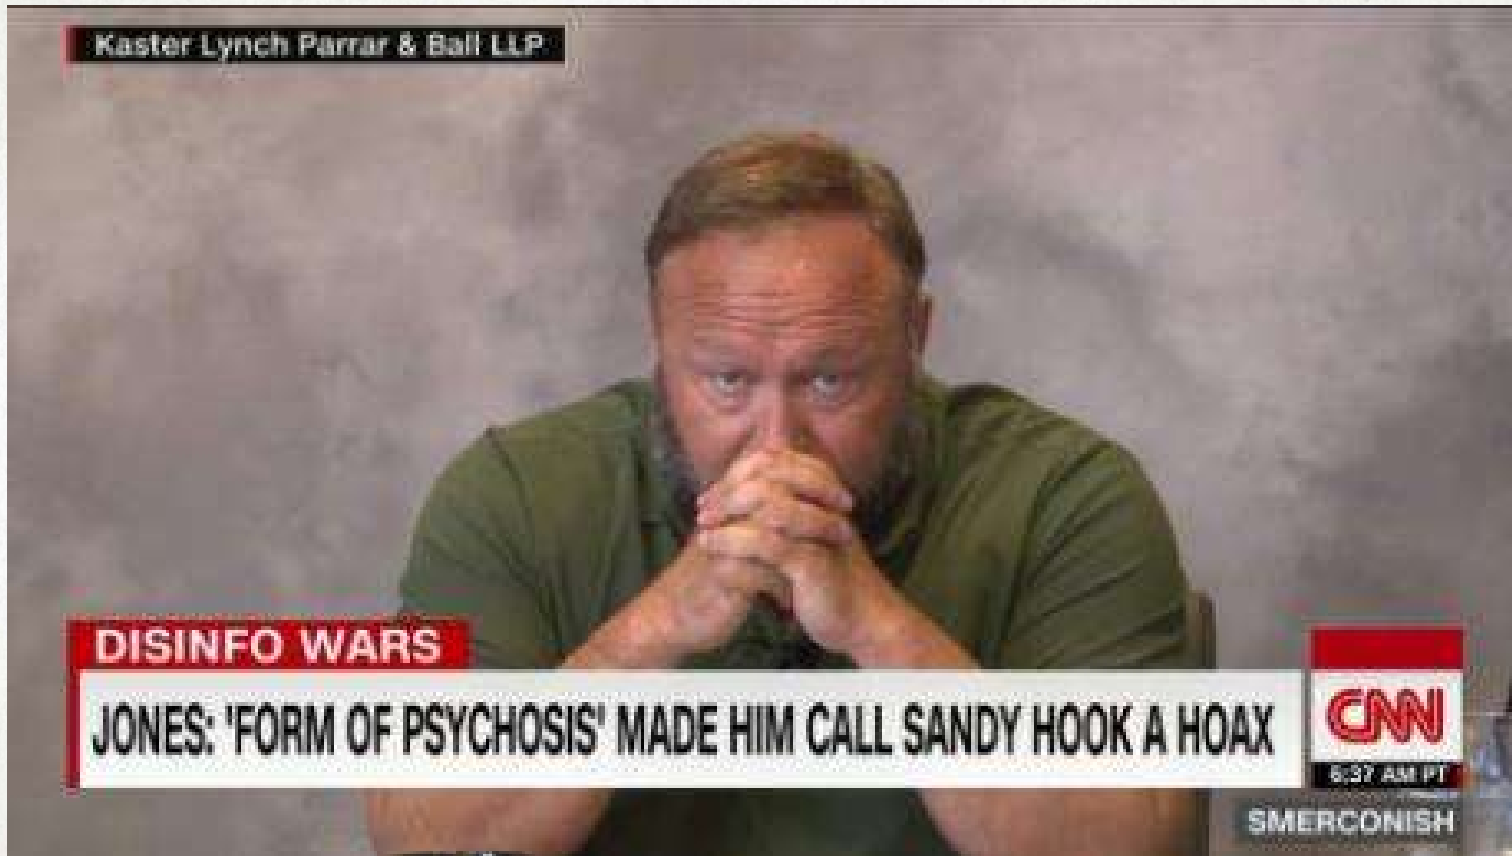 Kaster Lynch Parrar & Ball LLP
DISINFO WARS
JONES: 'FORM OF PSYCHOSIS' MADE HIM CALL SANDY HOOK A HOAX
CNN
6:37 AM PT
SMERCONISH